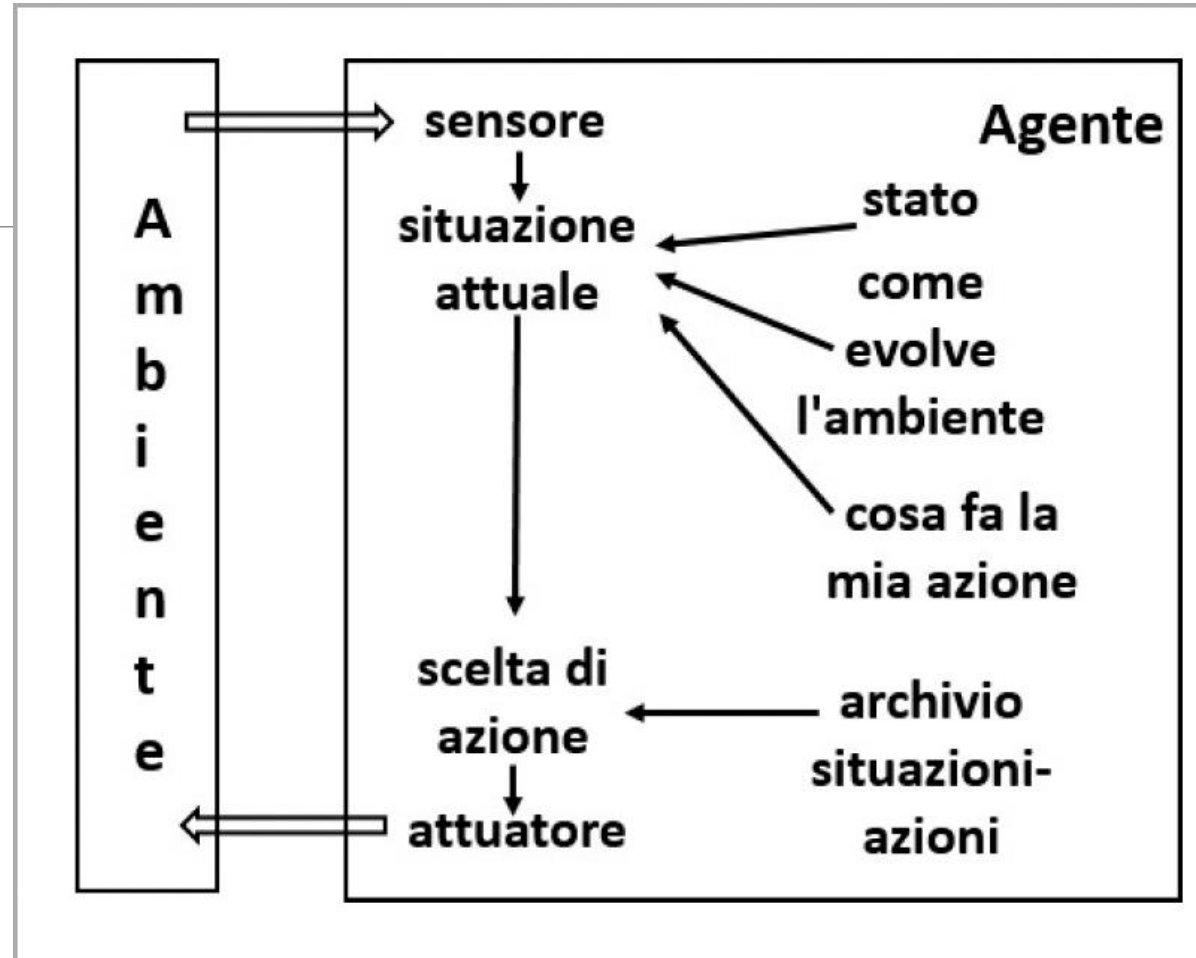 Ambiente
sensore
situazione
attuale
scelta di
azione
attuatore
Agente
stato
come
evolve
l'ambiente
cosa fa la
mia azione
archivio
situazioni-
azioni